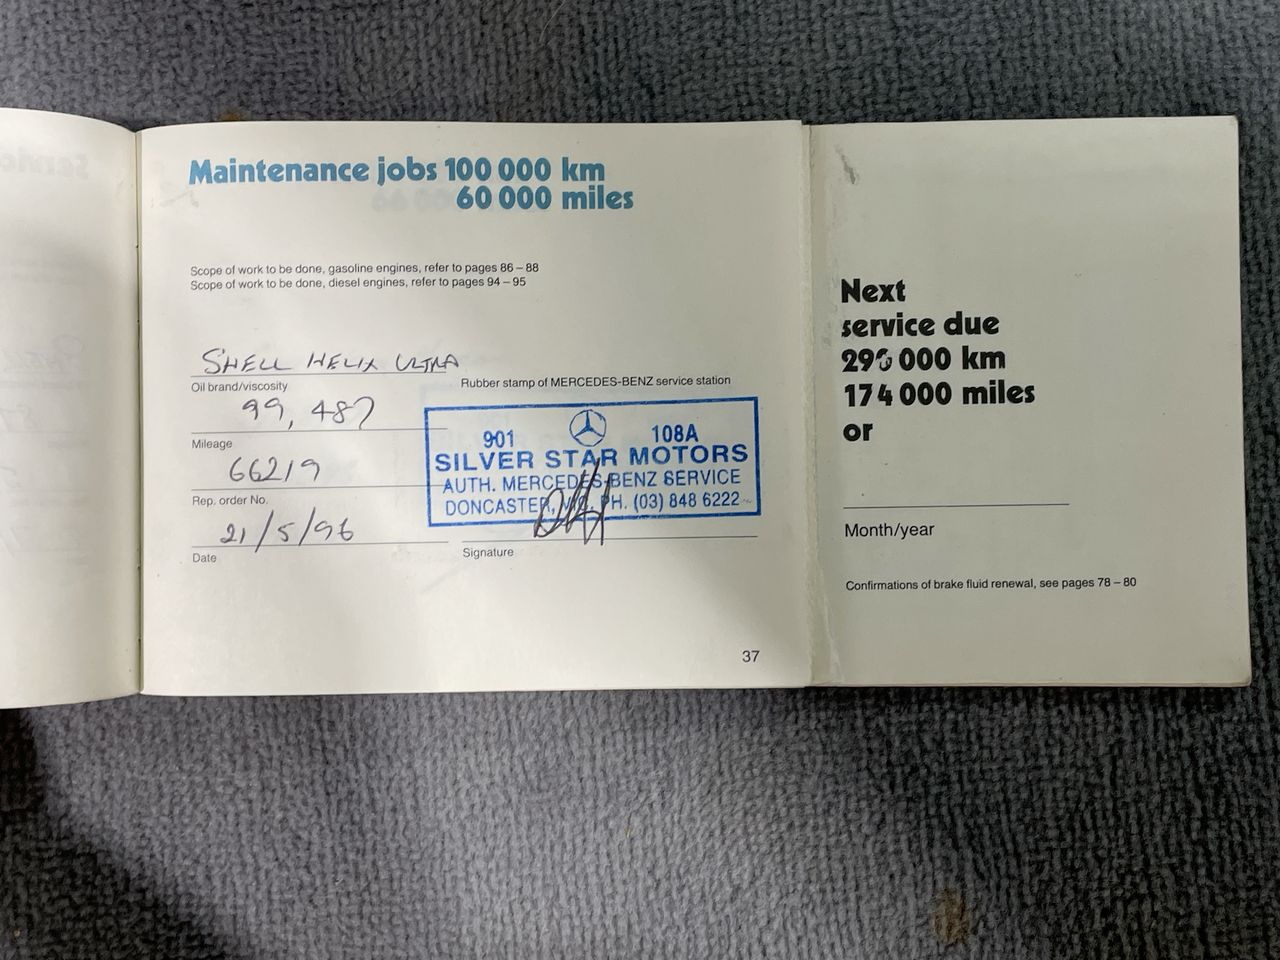 Maintenance jobs 100 000 km
60 000 miles
Scope of work to be done, gasoline engines, refer to pages 86 – 88
Scope of work to be done, diesel engines, refer to pages 94 – 95
SHELL HELIX ULTRA
Oil brand/viscosity
99,487
Mileage
66219
Rep. order No.
21/5/96
Date
Rubber stamp of MERCEDES-BENZ service station
901 108A
SILVER STAR MOTORS
AUTH. MERCEDES-BENZ SERVICE
DONCASTER, PH. (03) 848 6222
Signature
37
Next
service due
290 000 km
174 000 miles
or
Month/year
Confirmations of brake fluid renewal, see pages 78 – 80